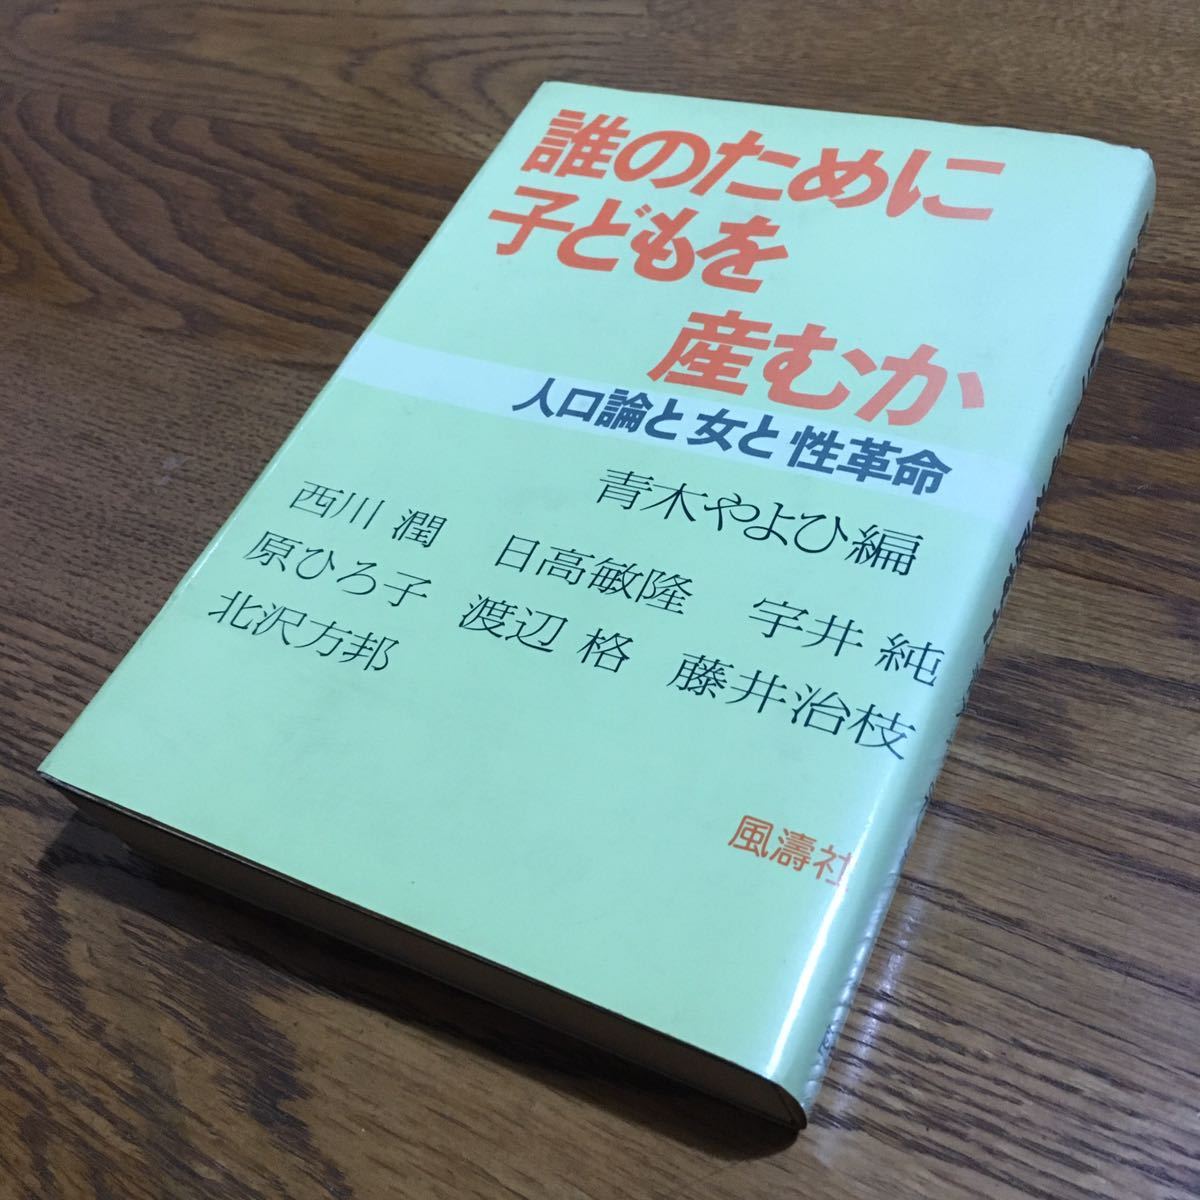 誰のために
子どもを
産むか
人口論と女と性革命
青木やよひ編
西川 潤 日高敏隆 宇井 純
原ひろ子 渡辺 格 藤井治枝
北沢方邦
風濤社